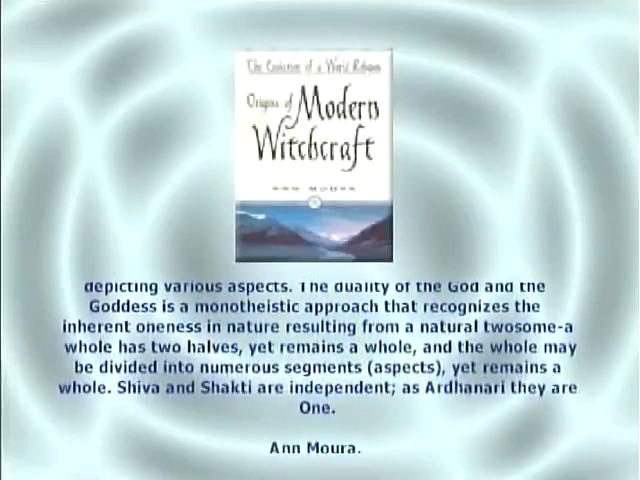 The Evolution of a World Religion
Origins of
Modern
Witchcraft
ANN MOURA
depicting various aspects. The duality of the God and the
Goddess is a monotheistic approach that recognizes the
inherent oneness in nature resulting from a natural twosome-a
whole has two halves, yet remains a whole, and the whole may
be divided into numerous segments (aspects), yet remains a
whole. Shiva and Shakti are independent; as Ardhanari they are
One.
Ann Moura.